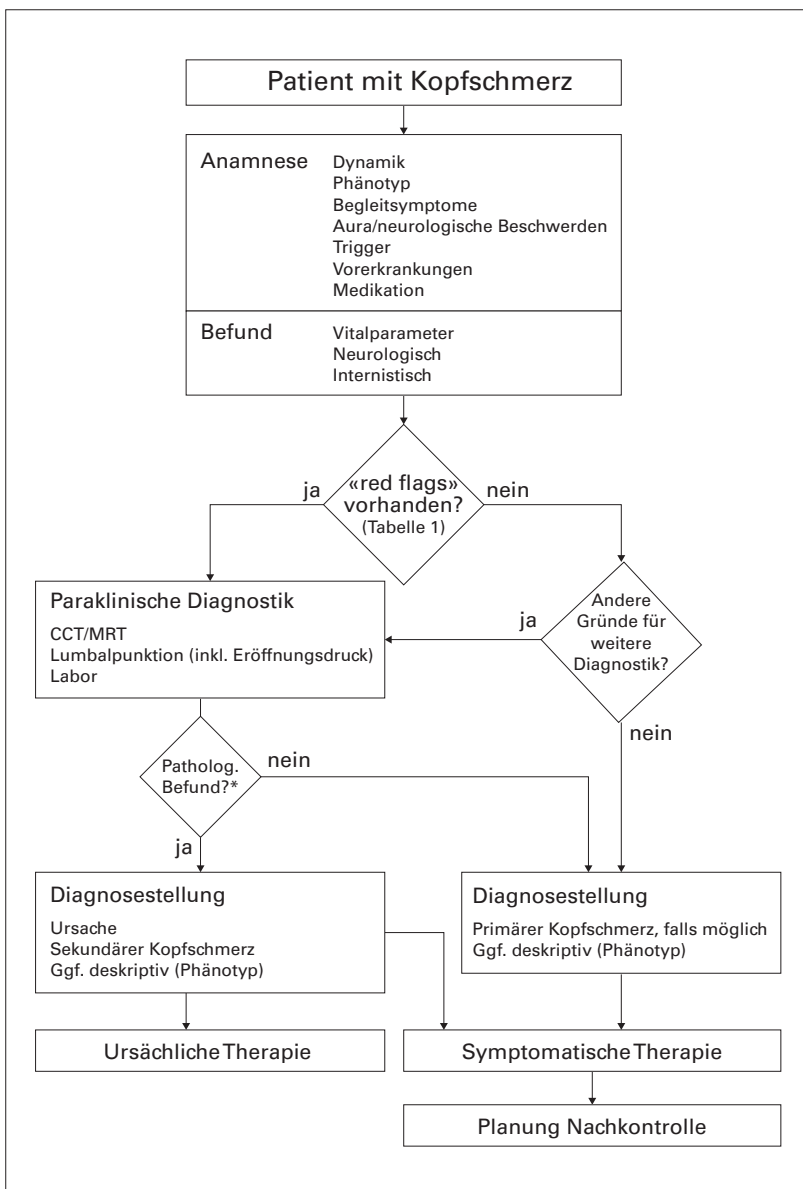 Patient mit Kopfschmerz
Anamnese Dynamik
Phänotyp
Begleitsymptome
Aura/neurologische Beschwerden
Trigger
Vorerkrankungen
Medikation
Befund Vitalparameter
Neurologisch
Internistisch
«red flags»
vorhanden?
(Tabelle 1)
ja
nein
Paraklinische Diagnostik
CCT/MRT
Lumbalpunktion (inkl. Eröffnungsdruck)
Labor
Andere
Gründe für
weitere
Diagnostik?
ja
nein
Patholog.
Befund?*
nein
ja
Diagnosestellung
Ursache
Sekundärer Kopfschmerz
Ggf. deskriptiv (Phänotyp)
Diagnosestellung
Primärer Kopfschmerz, falls möglich
Ggf. deskriptiv (Phänotyp)
Ursächliche Therapie
Symptomatische Therapie
Planung Nachkontrolle